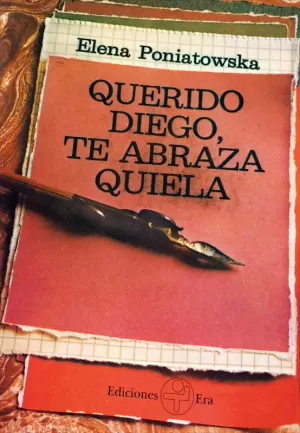 Elena Poniatowska
QUERIDO
DIEGO,
TE ABRAZA
QUIELA
Ediciones Era